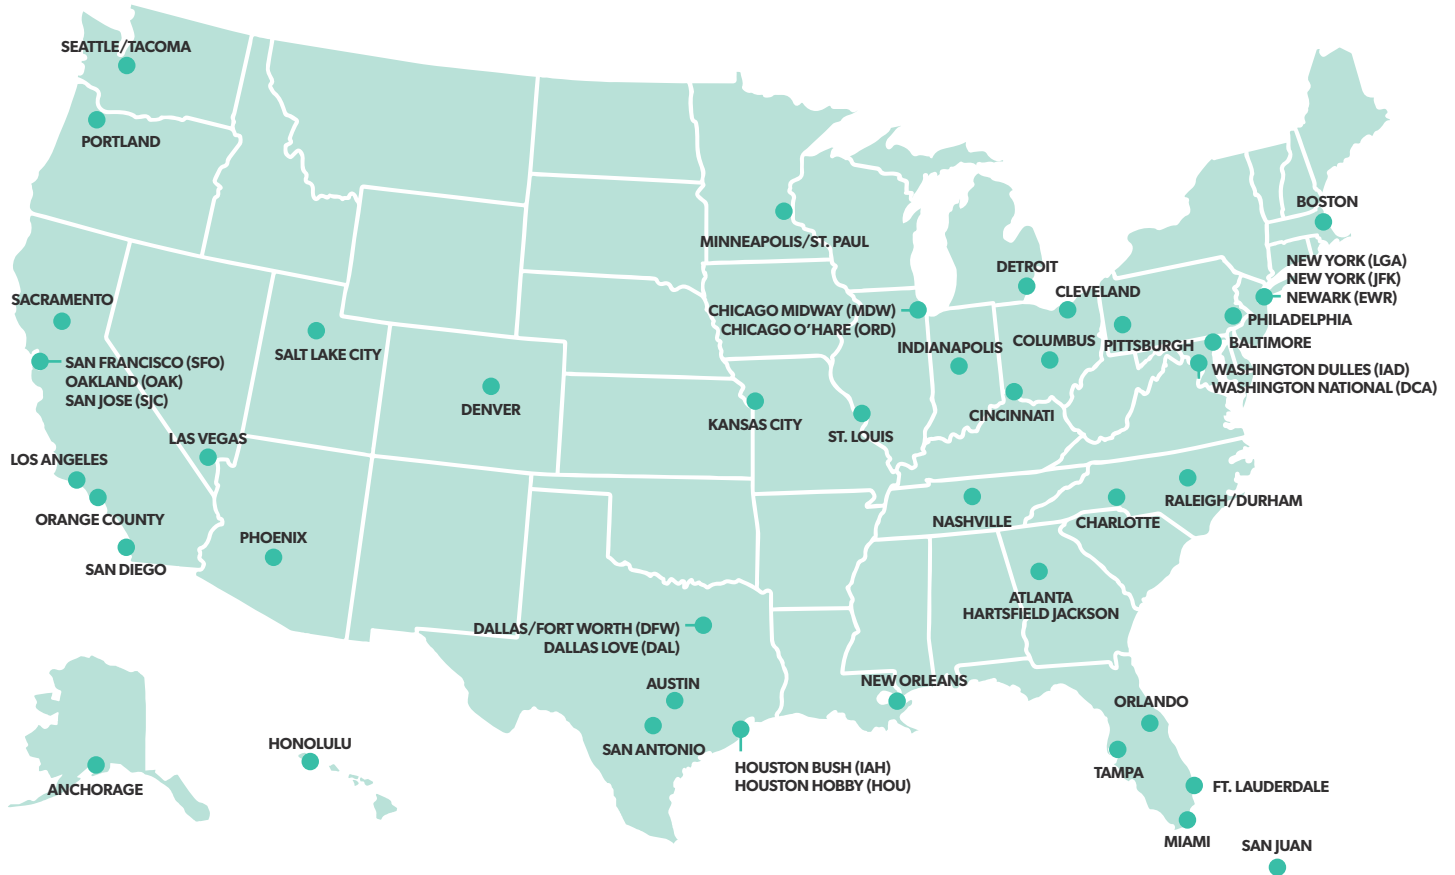 SEATTLE/TACOMA
PORTLAND
MINNEAPOLIS/ST. PAUL
BOSTON
DETROIT
NEW YORK (LGA)
NEW YORK (JFK)
NEWARK (EWR)
CLEVELAND
SACRAMENTO
CHICAGO MIDWAY (MDW)
CHICAGO O'HARE (ORD)
PHILADELPHIA
SALT LAKE CITY
INDIANAPOLIS
COLUMBUS
PITTSBURGH
BALTIMORE
SAN FRANCISCO (SFO)
OAKLAND (OAK)
SAN JOSE (SJC)
WASHINGTON DULLES (IAD)
WASHINGTON NATIONAL (DCA)
DENVER
KANSAS CITY
ST. LOUIS
CINCINNATI
LAS VEGAS
LOS ANGELES
ORANGE COUNTY
SAN DIEGO
PHOENIX
NASHVILLE
CHARLOTTE
RALEIGH/DURHAM
ATLANTA
HARTSFIELD JACKSON
DALLAS/FORT WORTH (DFW)
DALLAS LOVE (DAL)
AUSTIN
SAN ANTONIO
NEW ORLEANS
HOUSTON BUSH (IAH)
HOUSTON HOBBY (HOU)
ORLANDO
TAMPA
FT. LAUDERDALE
MIAMI
SAN JUAN
HONOLULU
ANCHORAGE